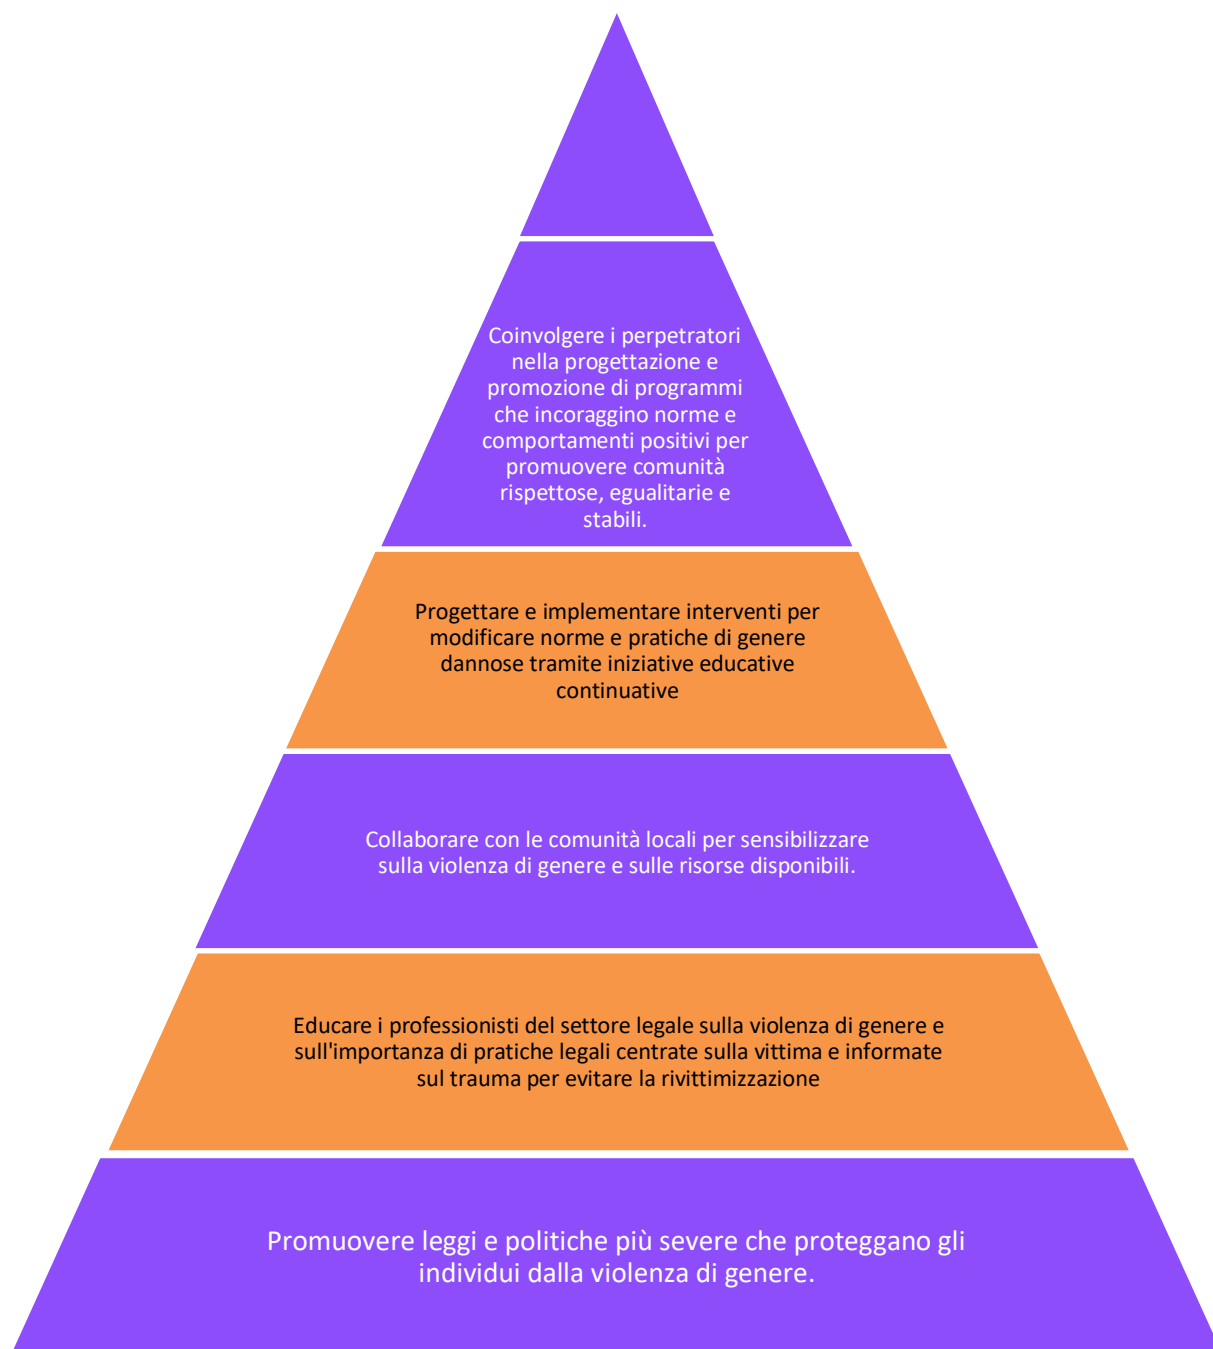 Coinvolgere i perpetratori
nella progettazione e
promozione di programmi
che incoraggino norme e
comportamenti positivi per
promuovere comunità
rispettose, egualitarie e
stabili.
Progettare e implementare interventi per
modificare norme e pratiche di genere
dannose tramite iniziative educative
continuative
Collaborare con le comunità locali per sensibilizzare
sulla violenza di genere e sulle risorse disponibili.
Educare i professionisti del settore legale sulla violenza di genere e
sull'importanza di pratiche legali centrate sulla vittima e informate
sul trauma per evitare la rivittimizzazione
Promuovere leggi e politiche più severe che proteggano gli
individui dalla violenza di genere.